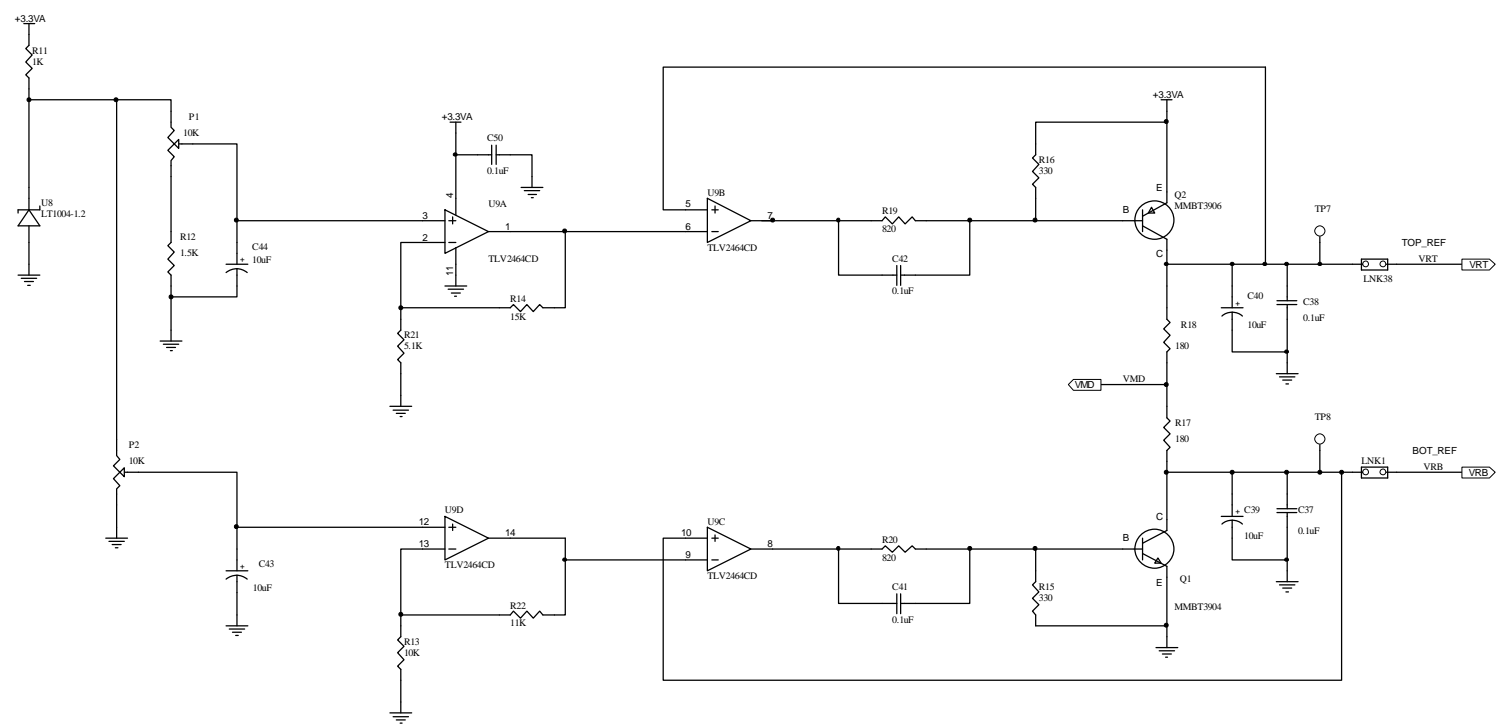 +3.3VA
R11
1K
P1
10K
U8
LT1004-1.2
R12
1.5K
C44
10uF
+3.3VA
C50
0.1uF
4
U9A
3
2
1
11
TLV2464CD
R14
15K
R21
5.1K
U9B
5
6
7
TLV2464CD
R19
820
C42
0.1uF
R16
330
+3.3VA
E
Q2
MMBT3906
B
C
TP7
TOP_REF
VRT
VRT
LNK38
C40
10uF
C38
0.1uF
R18
180
VMD
VMD
R17
180
P2
10K
C43
10uF
U9D
12
13
14
TLV2464CD
R22
11K
R13
10K
U9C
10
9
8
TLV2464CD
R20
820
C41
0.1uF
R15
330
C
B
E
Q1
MMBT3904
TP8
LNK1
BOT_REF
VRB
VRB
C39
10uF
C37
0.1uF